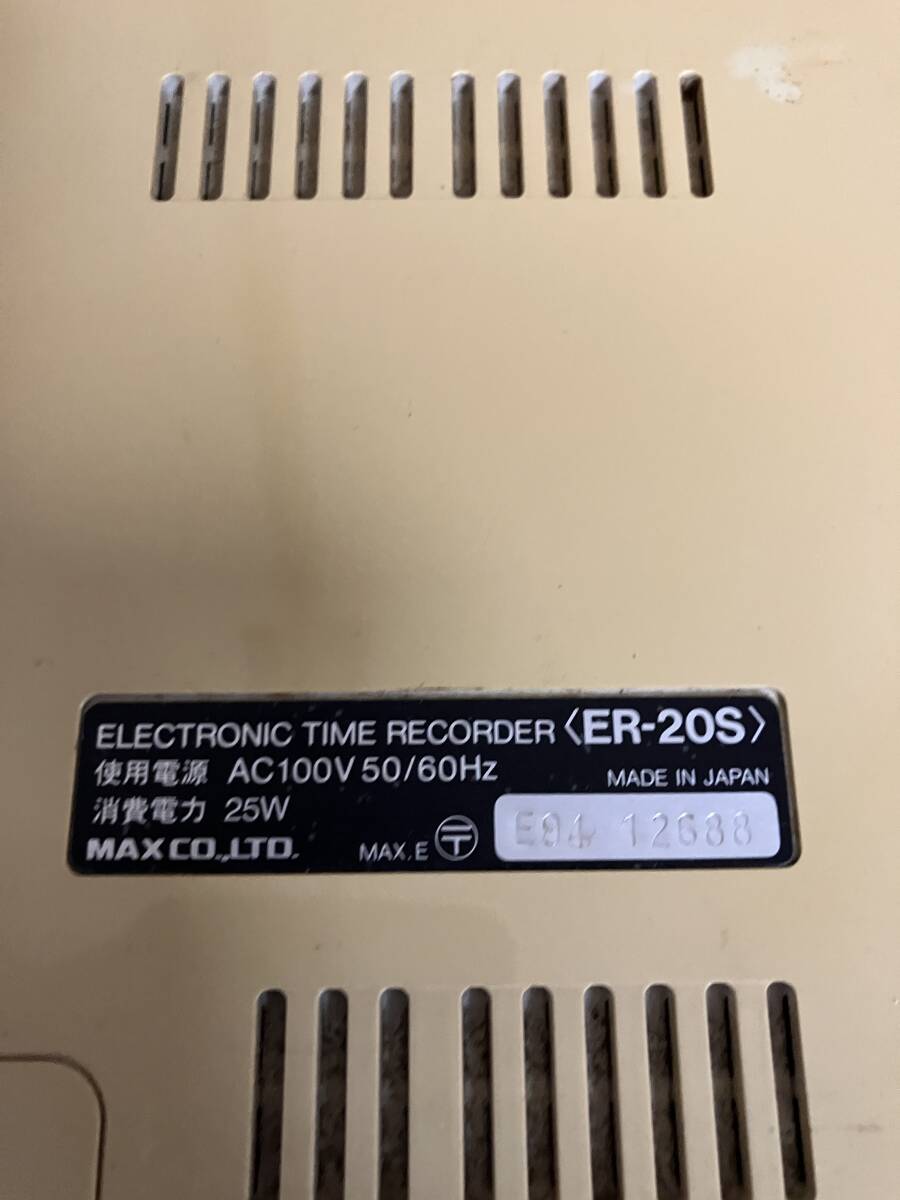 ELECTRONIC TIME RECORDER〈ER-20S〉
使用電源 AC100V 50/60Hz
MADE IN JAPAN
消費電力 25W
MAX CO.,LTD.
MAX.E 〒
12688